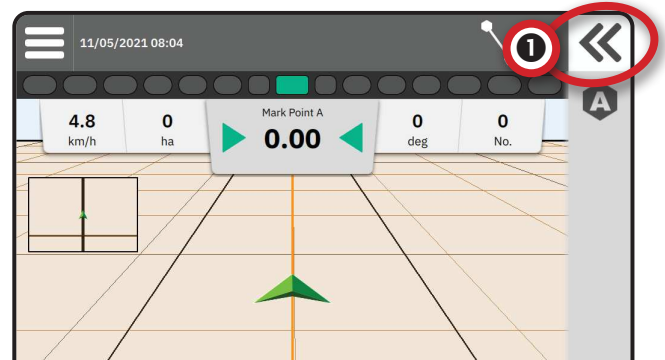 11/05/2021 08:04
1
A
4.8
km/h
0
ha
Mark Point A
0.00
0
deg
0
No.